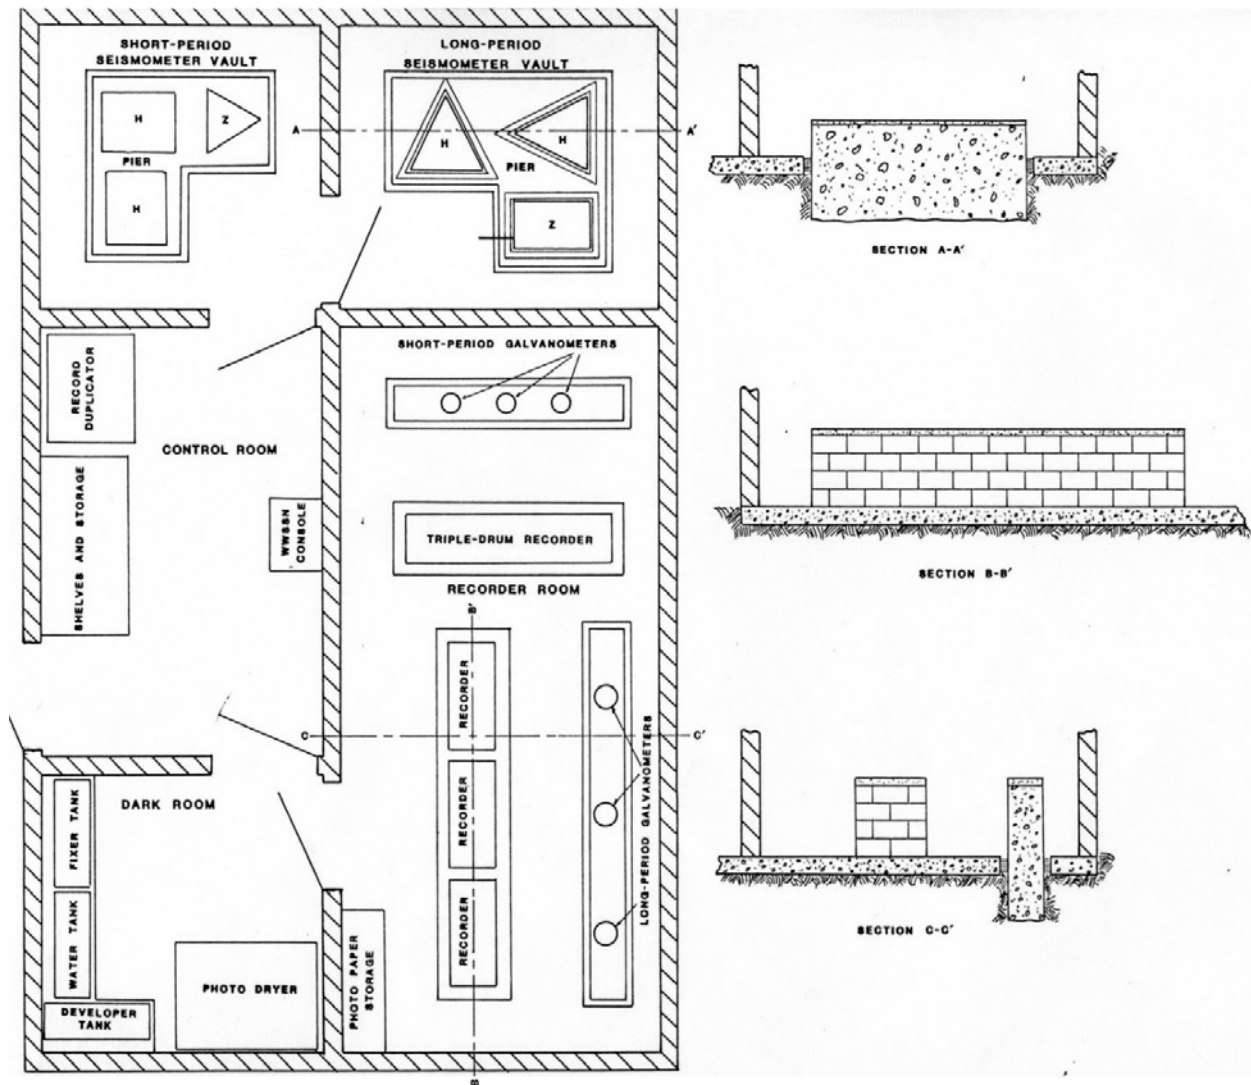 SHORT-PERIOD
SEISMOMETER VAULT
LONG-PERIOD
SEISMOMETER VAULT
H
Z
PIER
H
A
A'
H
H
PIER
Z
SECTION A-A'
RECORD
DUPLICATOR
SHORT-PERIOD GALVANOMETERS
CONTROL ROOM
SHELVES AND STORAGE
WWSSN
CONSOLE
TRIPLE-DRUM RECORDER
RECORDER ROOM
SECTION B-B'
B'
RECORDER
C
C'
RECORDER
RECORDER
LONG-PERIOD GALVANOMETERS
DARK ROOM
FIXER TANK
WATER TANK
DEVELOPER
TANK
PHOTO DRYER
PHOTO PAPER
STORAGE
B
SECTION C-C'